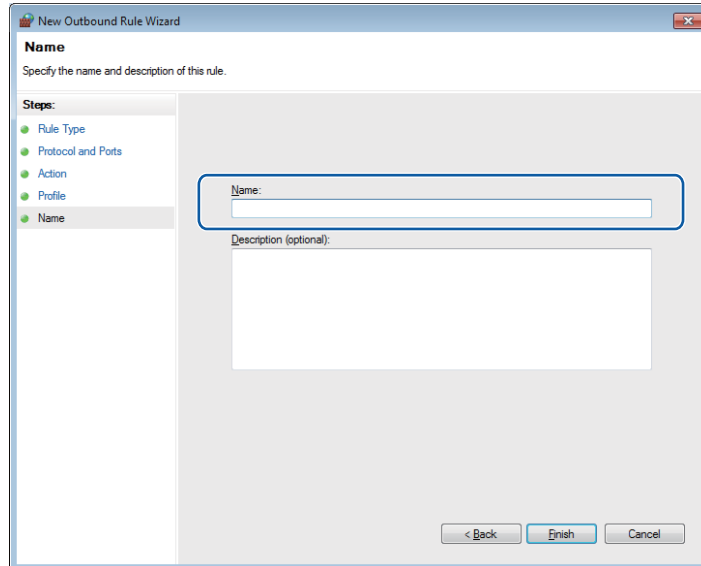 New Outbound Rule Wizard
Name
Specify the name and description of this rule.
Steps:
Rule Type
Protocol and Ports
Action
Profile
Name
Name:
Description (optional):
< Back
Finish
Cancel